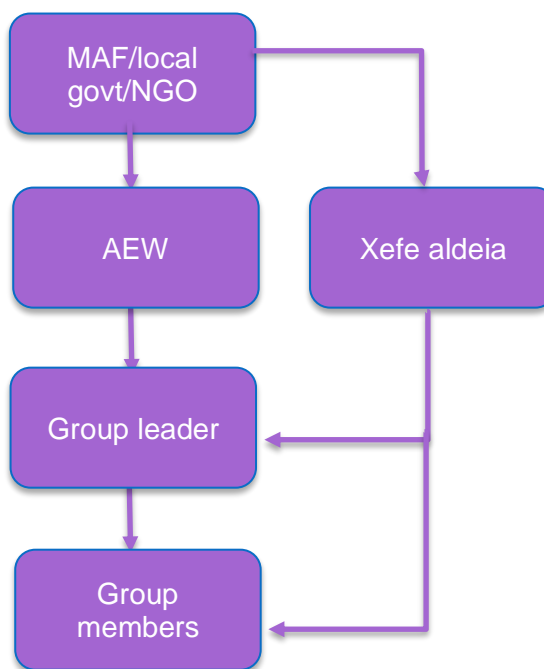 MAF/local
govt/NGO
AEW
Xefe aldeia
Group leader
Group
members